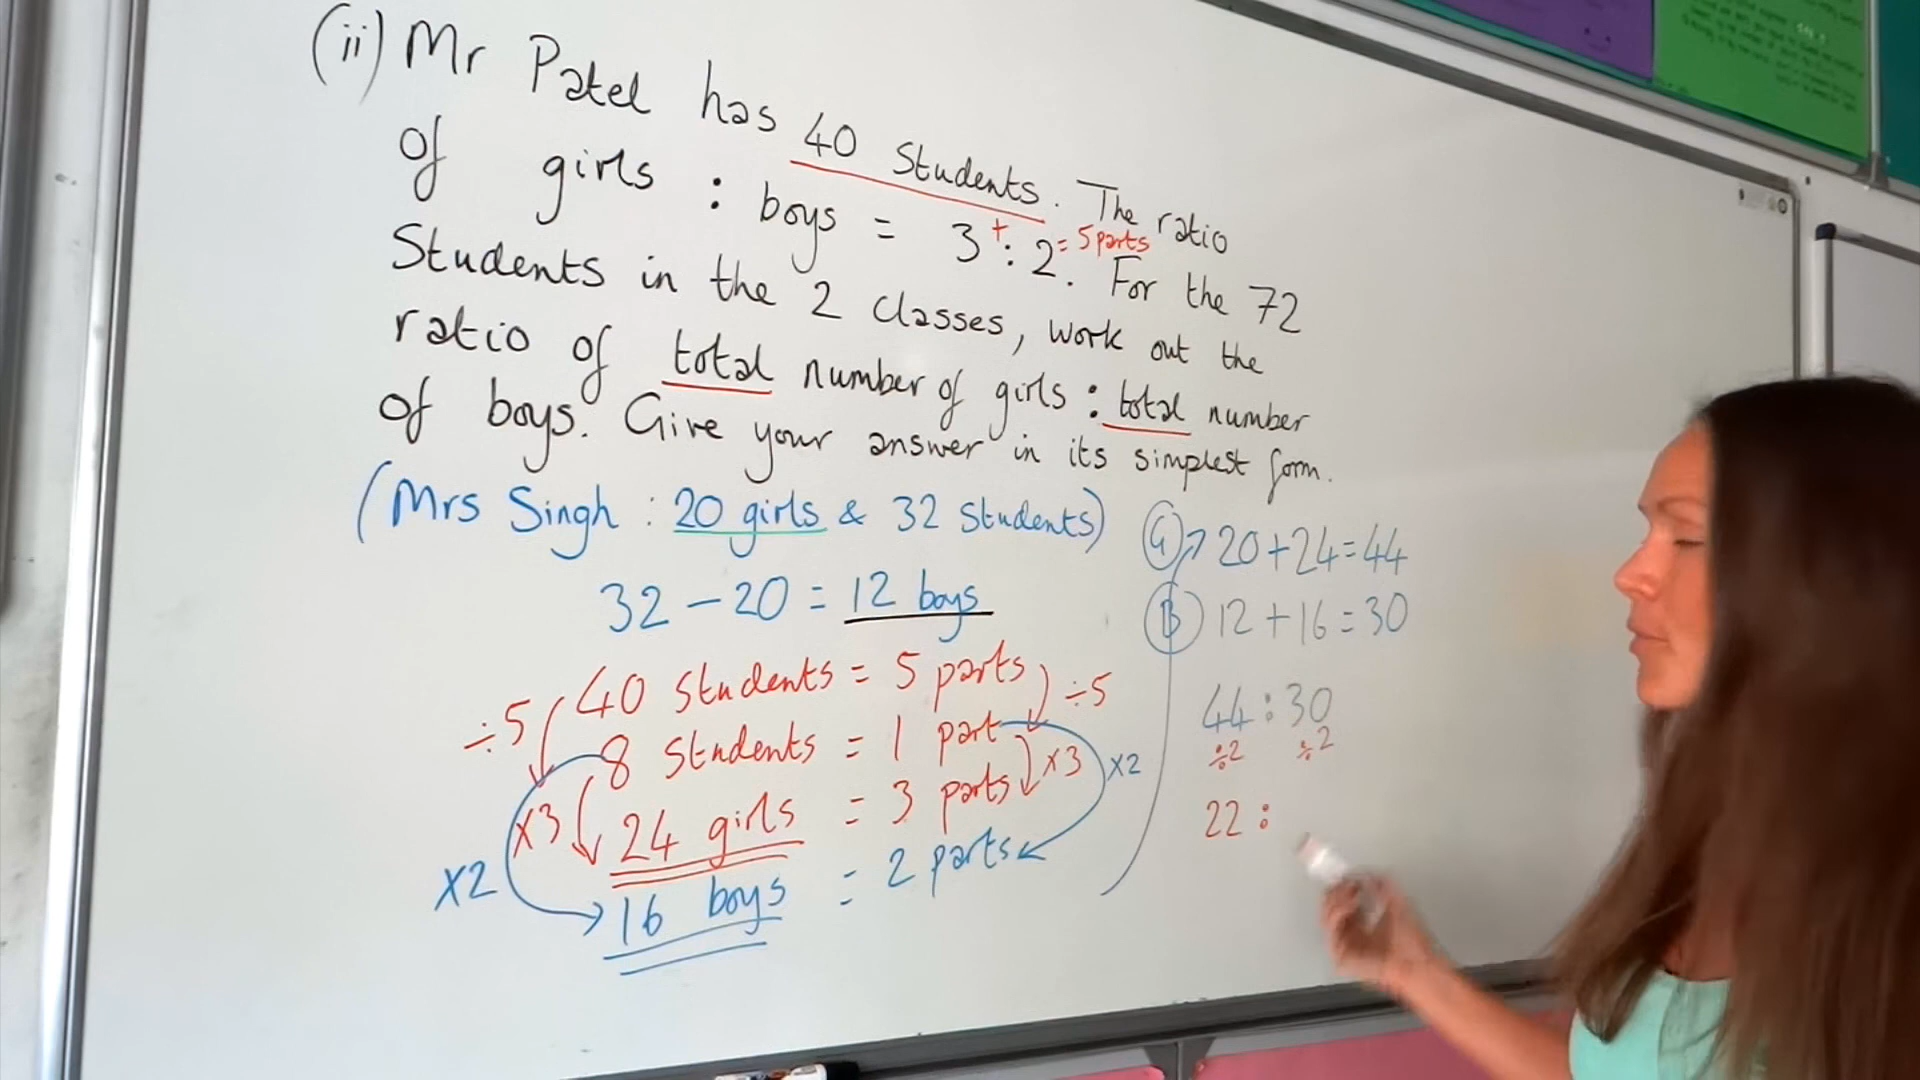 (ii) Mr Patel has 40 Students. The ratio
of girls : boys = 3 + : 2 = 5 parts. For the 72
Students in the 2 classes, work out the
ratio of total number of girls : total number
of boys. Give your answer in its simplest form.
(Mrs Singh : 20 girls & 32 students)
32 - 20 = 12 boys
÷5 40 students = 5 parts ÷5
8 students = 1 part
x3 24 girls = 3 parts x3 x2
x2 16 boys = 2 parts
G 20+24=44
B 12+16=30
44:30
÷2 ÷2
22 :